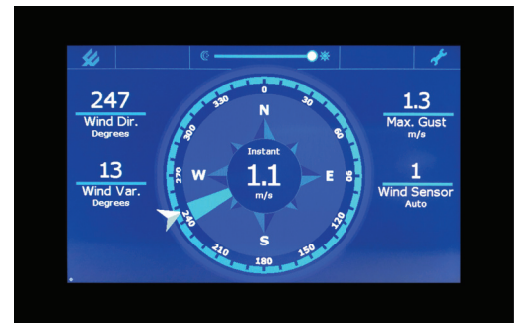 247
Wind Dir.
Degrees
13
Wind Var.
Degrees
0
30
60
90
120
150
180
210
240
270
300
330
N
E
S
W
Instant
1.1
m/s
1.3
Max. Gust
m/s
1
Wind Sensor
Auto